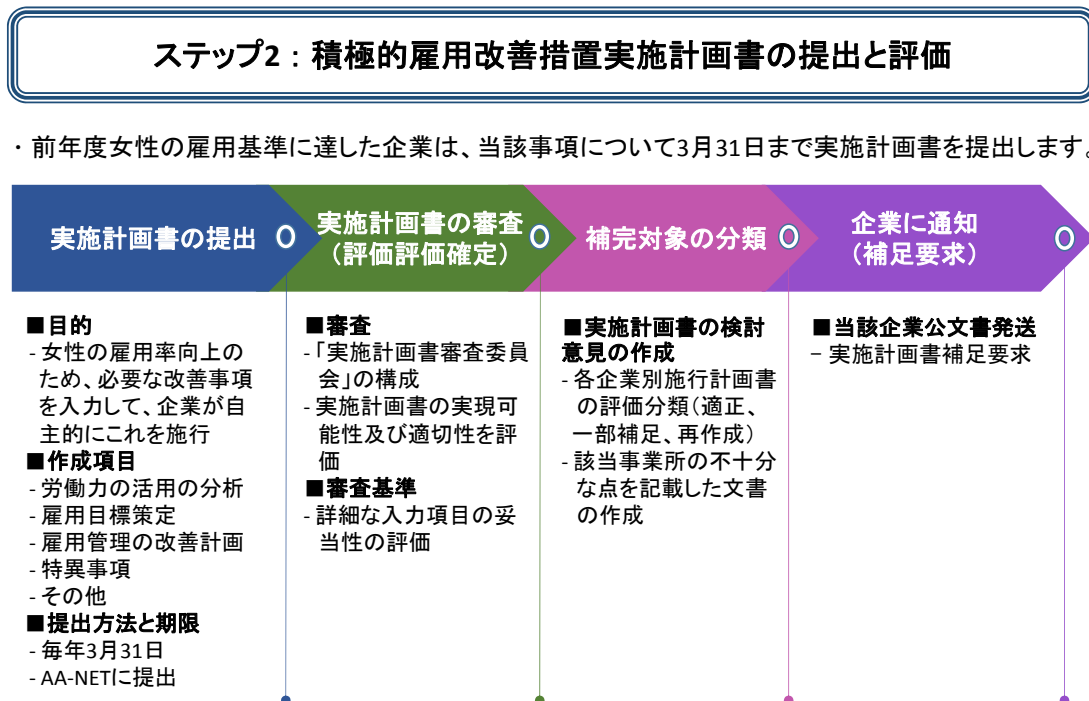 ステップ2：積極的雇用改善措置実施計画書の提出と評価
・前年度女性の雇用基準に達した企業は、当該事項について3月31日まで実施計画書を提出します。
実施計画書の提出
実施計画書の審査
（評価評価確定）
補完対象の分類
企業に通知
（補足要求）
■目的
- 女性の雇用率向上の
ため、必要な改善事項
を入力して、企業が自
主的にこれを施行
■作成項目
- 労働力の活用の分析
- 雇用目標策定
- 雇用管理の改善計画
- 特異事項
- その他
■提出方法と期限
- 毎年3月31日
- AA-NETに提出
■審査
- 「実施計画書審査委員
会」の構成
- 実施計画書の実現可
能性及び適切性を評
価
■審査基準
- 詳細な入力項目の妥
当性の評価
■実施計画書の検討
意見の作成
- 各企業別施行計画書
の評価分類（適正、
一部補足、再作成）
- 該当事業所の不十分
な点を記載した文書
の作成
■当該企業公文書発送
– 実施計画書補足要求